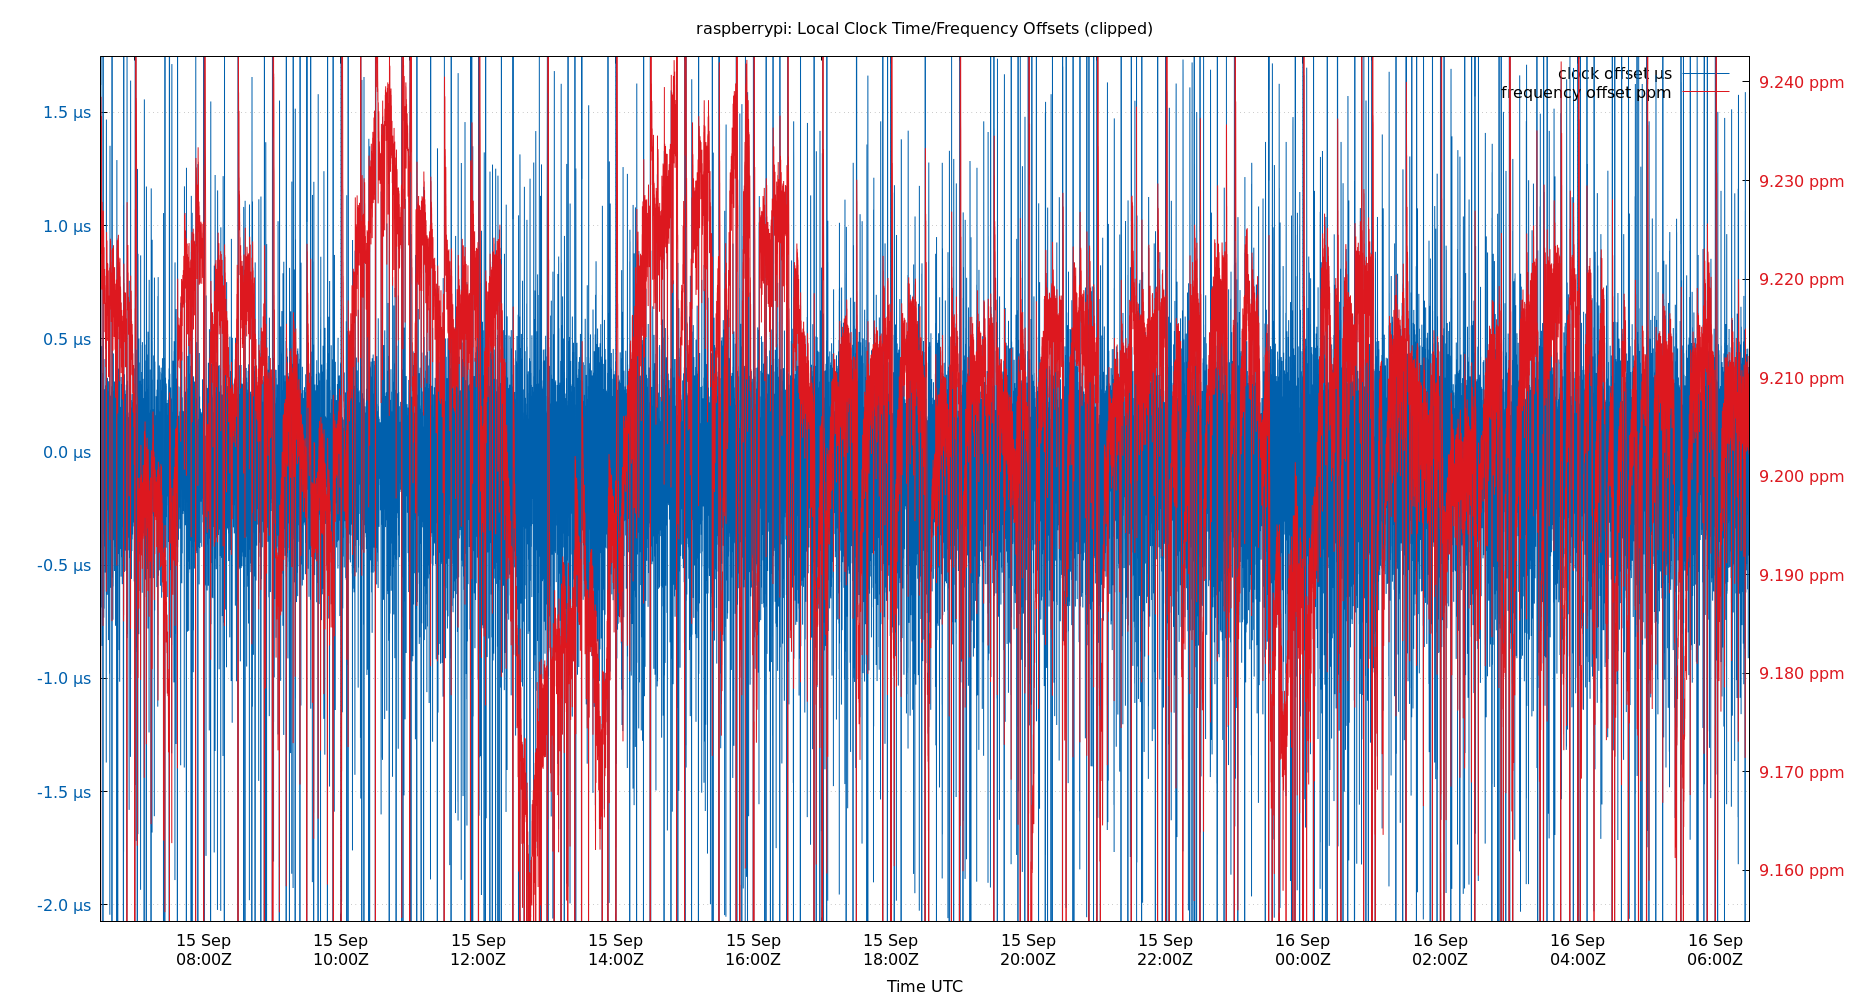 raspberrypi: Local Clock Time/Frequency Offsets (clipped)
clock offset µs
frequency offset ppm
1.5 µs
1.0 µs
0.5 µs
0.0 µs
-0.5 µs
-1.0 µs
-1.5 µs
-2.0 µs
9.240 ppm
9.230 ppm
9.220 ppm
9.210 ppm
9.200 ppm
9.190 ppm
9.180 ppm
9.170 ppm
9.160 ppm
15 Sep 15 Sep 15 Sep 15 Sep 15 Sep 15 Sep 15 Sep 15 Sep 16 Sep 16 Sep 16 Sep 16 Sep
08:00Z 10:00Z 12:00Z 14:00Z 16:00Z 18:00Z 20:00Z 22:00Z 00:00Z 02:00Z 04:00Z 06:00Z
Time UTC